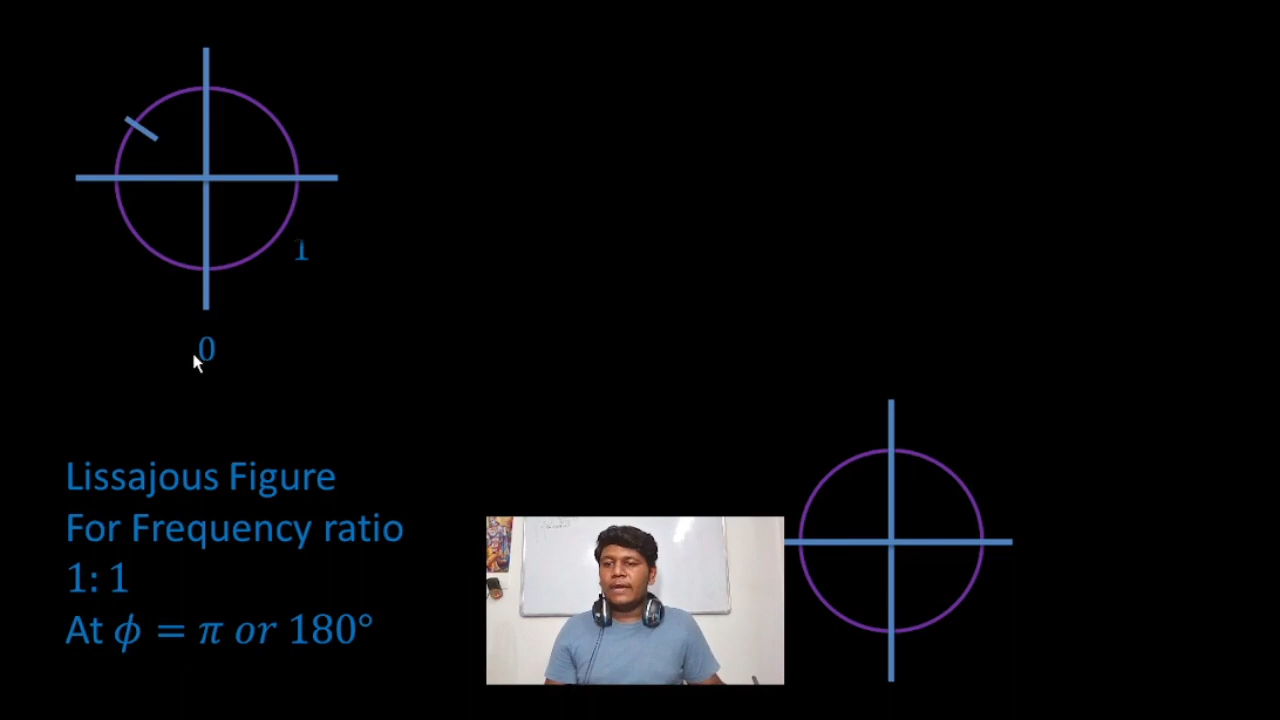 1
0
Lissajous Figure
For Frequency ratio
1: 1
At ϕ = π or 180°